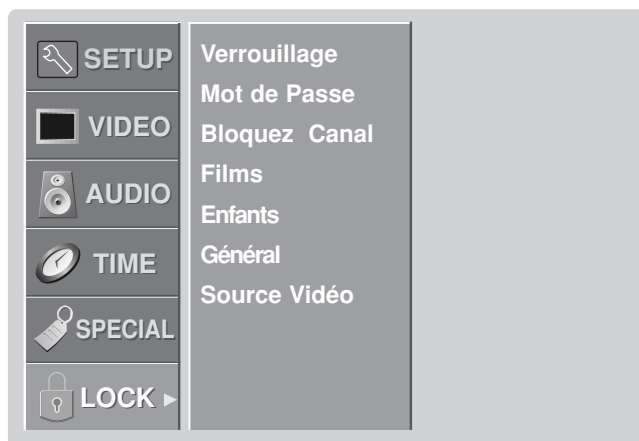 SETUP
VIDEO
AUDIO
TIME
SPECIAL
LOCK ►
Verrouillage
Mot de Passe
Bloquez Canal
Films
Enfants
Général
Source Vidéo